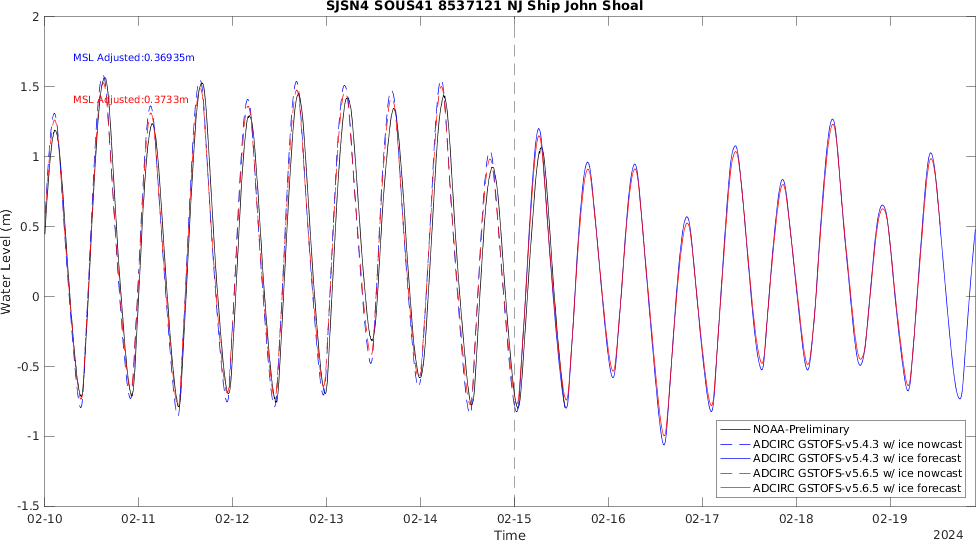 SJSN4 SOUS41 8537121 NJ Ship John Shoal
MSL Adjusted:0.36935m
MSL Adjusted:0.3733m
Water Level (m)
2
1.5
1
0.5
0
-0.5
-1
-1.5
NOAA-Preliminary
ADCIRC GSTOFS-v5.4.3 w/ ice nowcast
ADCIRC GSTOFS-v5.4.3 w/ ice forecast
ADCIRC GSTOFS-v5.6.5 w/ ice nowcast
ADCIRC GSTOFS-v5.6.5 w/ ice forecast
02-10 02-11 02-12 02-13 02-14 02-15 02-16 02-17 02-18 02-19
Time
2024